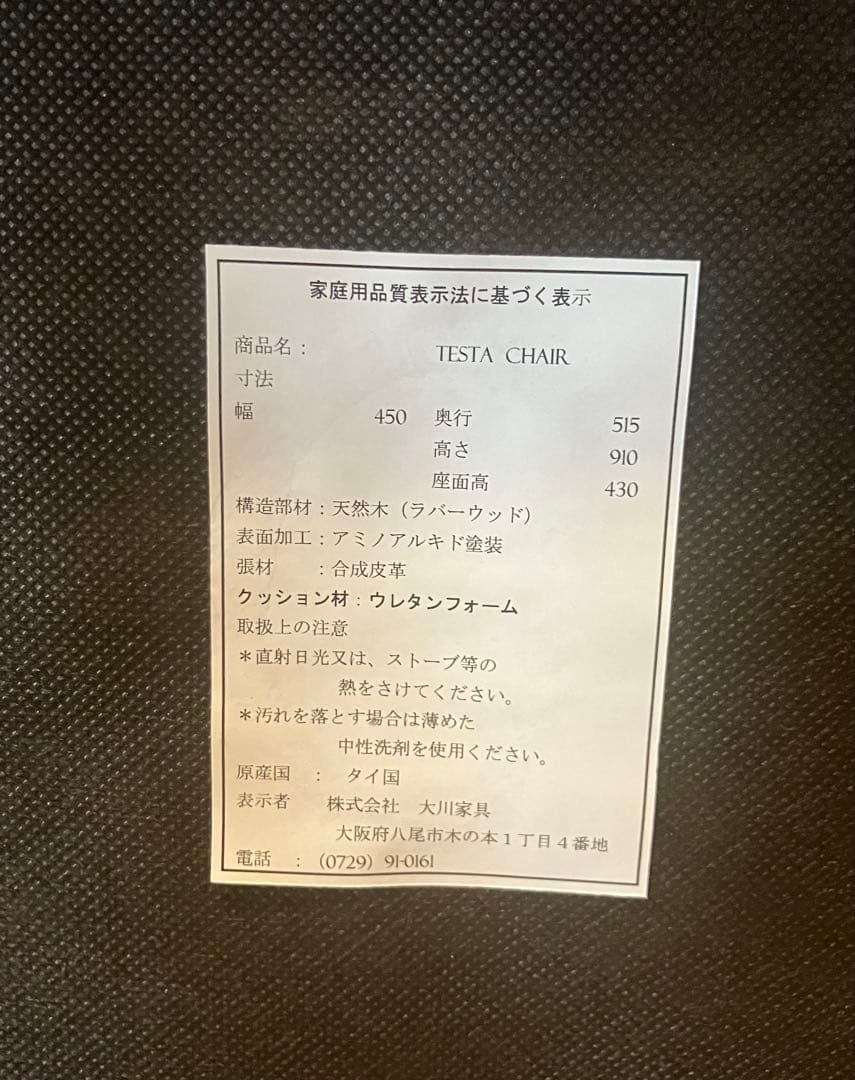 家庭用品質表示法に基づく表示
商品名： TESTA CHAIR
寸法
幅 450 奥行 515
高さ 910
座面高 430
構造部材：天然木（ラバーウッド）
表面加工：アミノアルキド塗装
張材 ：合成皮革
クッション材：ウレタンフォーム
取扱上の注意
＊直射日光又は、ストーブ等の
熱をさけてください。
＊汚れを落とす場合は薄めた
中性洗剤を使用ください。
原産国 ： タイ国
表示者 株式会社 大川家具
大阪府八尾市木の本１丁目４番地
電話 ：（0729）91-0161